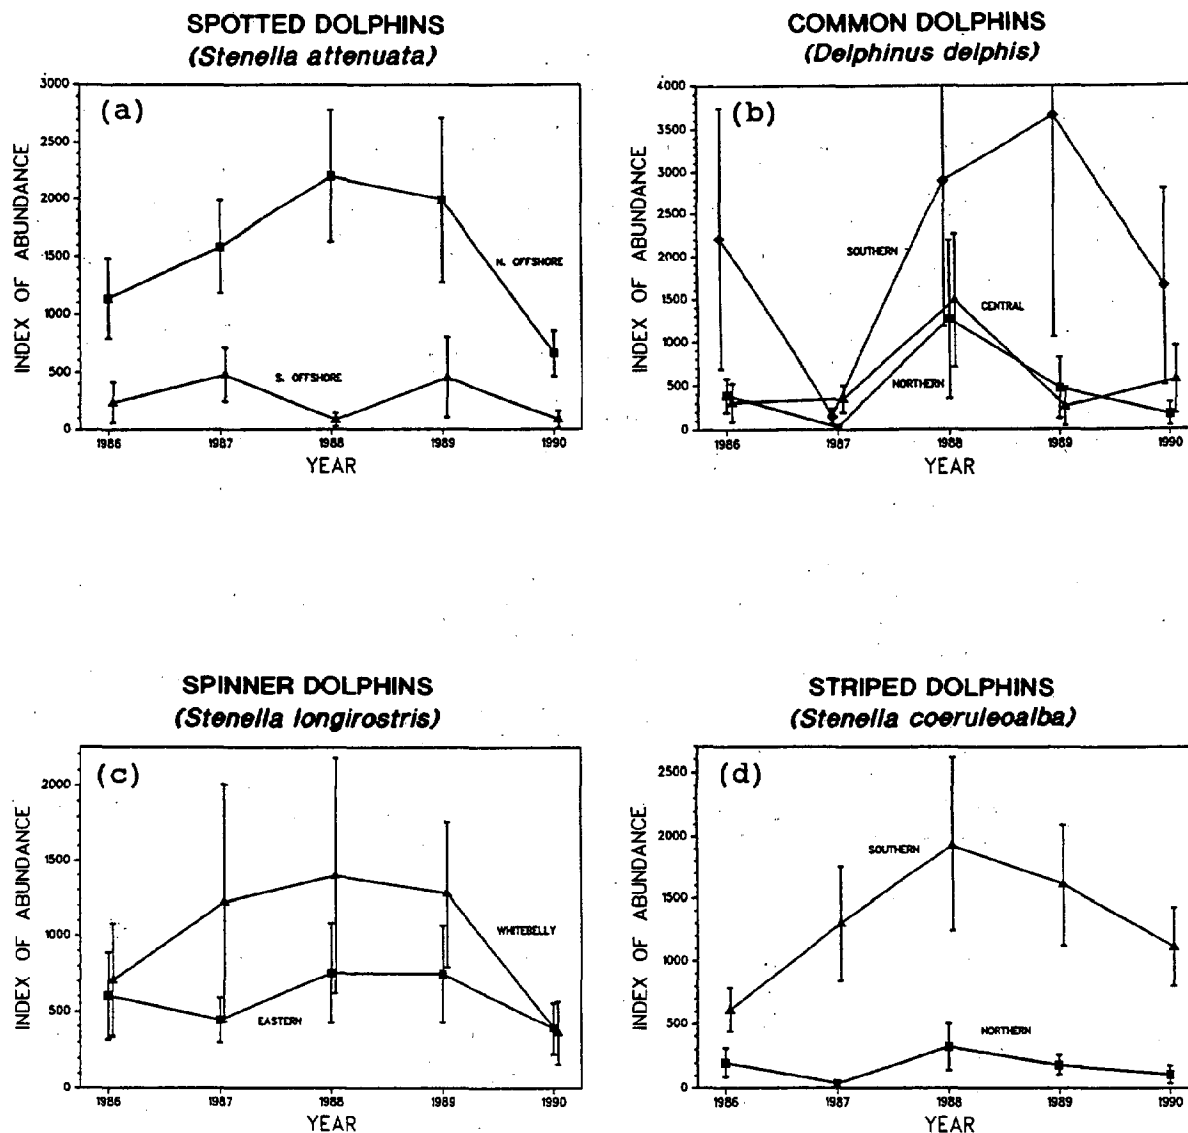 SPOTTED DOLPHINS
(Stenella attenuata)
(a)
INDEX OF ABUNDANCE
3000
2500
2000
1500
1000
500
0
N. OFFSHORE
S. OFFSHORE
1986 1987 1988 1989 1990
YEAR
COMMON DOLPHINS
(Delphinus delphis)
(b)
INDEX OF ABUNDANCE
4000
3500
3000
2500
2000
1500
1000
500
0
SOUTHERN
CENTRAL
NORTHERN
1986 1987 1988 1989 1990
YEAR
SPINNER DOLPHINS
(Stenella longirostris)
(c)
INDEX OF ABUNDANCE
2000
1500
1000
500
0
WHITEBELLY
EASTERN
1986 1987 1988 1989 1990
YEAR
STRIPED DOLPHINS
(Stenella coeruleoalba)
(d)
INDEX OF ABUNDANCE
2500
2000
1500
1000
500
0
SOUTHERN
NORTHERN
1986 1987 1988 1989 1990
YEAR